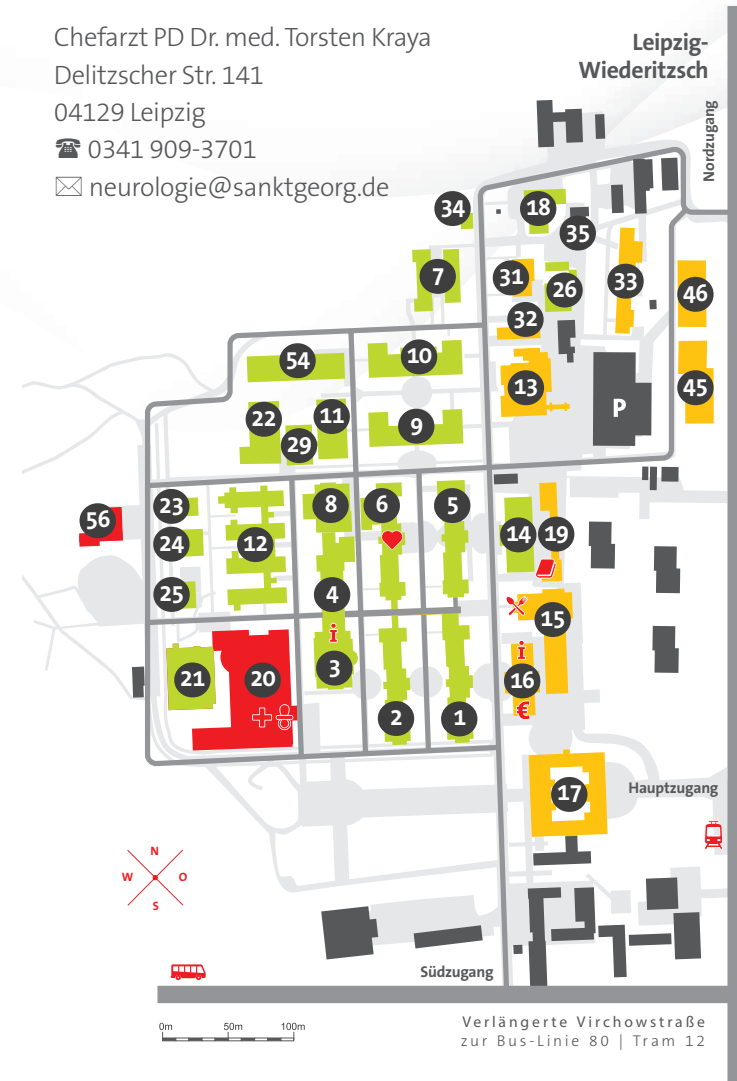 Chefarzt PD Dr. med. Torsten Kraya
Delitzscher Str. 141
04129 Leipzig
☎ 0341 909-3701
✉ neurologie@sanktgeorg.de
Leipzig-
Wiederitzsch
Nordzugang
34
18
35
7
31
26
33
46
32
54
10
13
45
22
11
29
9
P
56
23
8
6
5
24
12
14
19
25
4
15
21
20
3
16
2
1
€
17
Hauptzugang
N
W
O
S
Südzugang
0m
50m
100m
Verlängerte Virchowstraße
zur Bus-Linie 80 | Tram 12